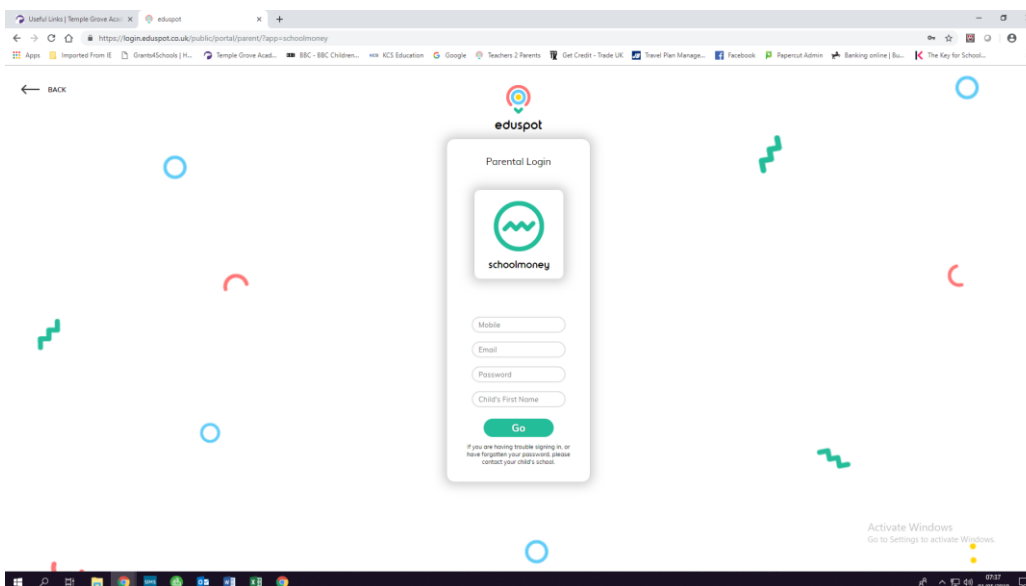 Useful Links | Temple Grove Acad
eduspot
https://login.eduspot.co.uk/public/portal/parent/?app=schoolmoney
Apps Imported From IE Grants4Schools | H... Temple Grove Acad... BBC - BBC Children... KCS Education Google Teachers 2 Parents Get Credit - Trade UK Travel Plan Manage... Facebook Papercut Admin Banking online | Bu... The Key for School...
BACK
eduspot
Parental Login
schoolmoney
Mobile
Email
Password
Child's First Name
Go
If you are having trouble signing in, or
have forgotten your password, please
contact your child's school.
Activate Windows
Go to Settings to activate Windows.
07:37